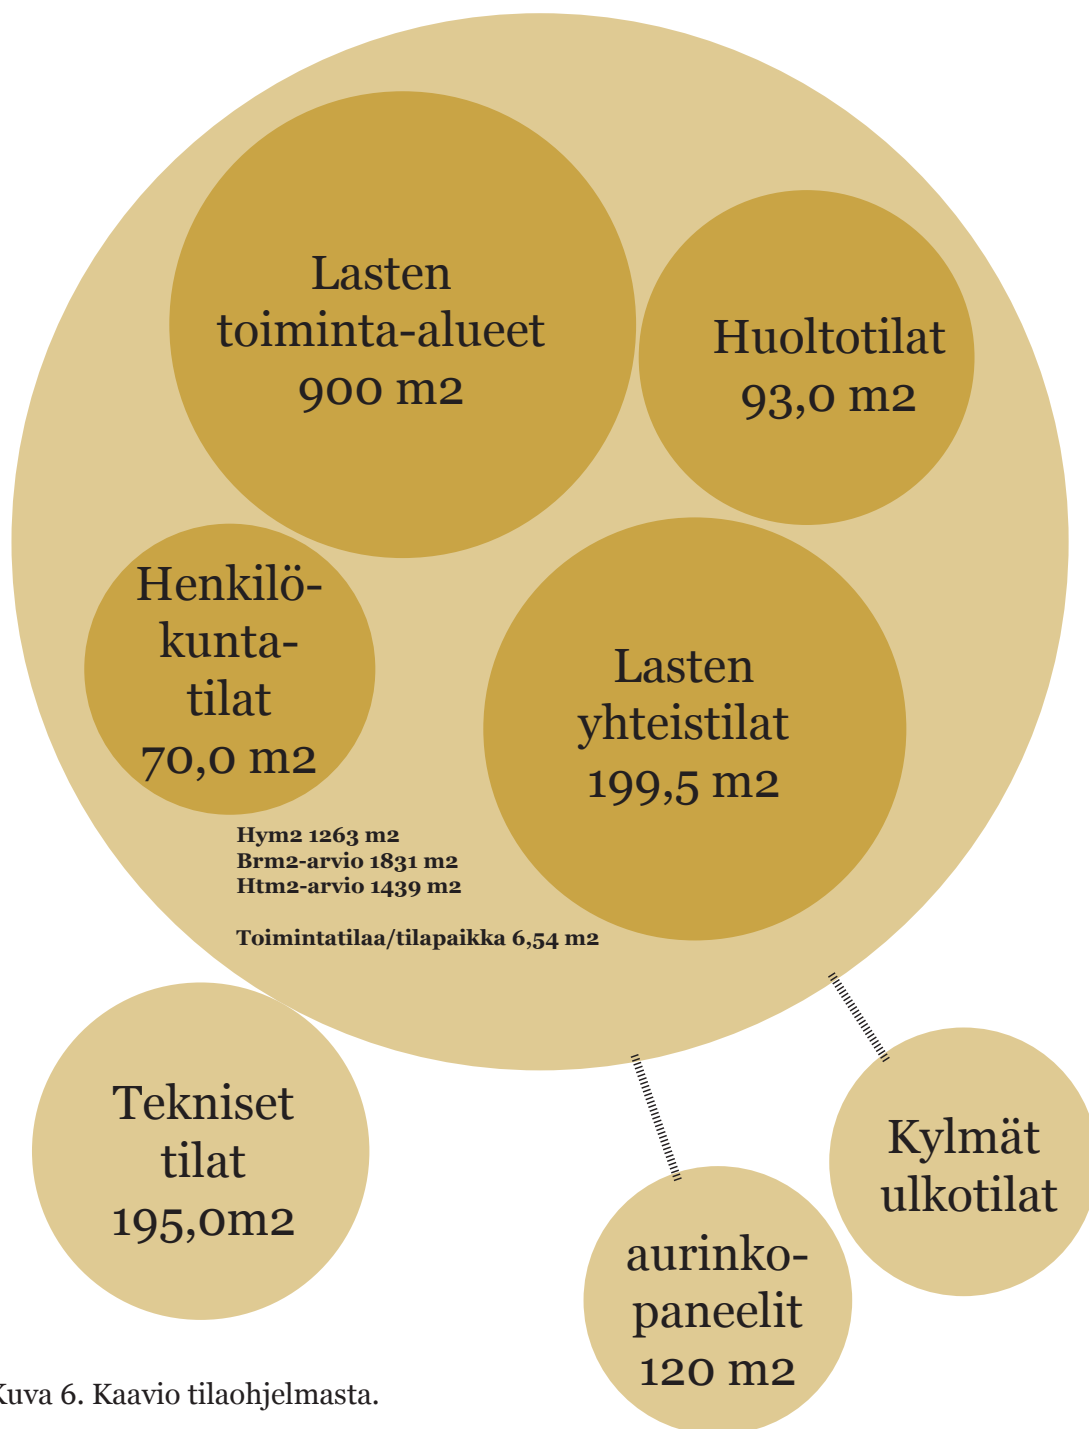 Lasten
toiminta-alueet
900 m2
Huoltotilat
93,0 m2
Henkilö-
kunta-
tilat
70,0 m2
Lasten
yhteistilat
199,5 m2
Hym2 1263 m2
Brm2-arvio 1831 m2
Htm2-arvio 1439 m2
Toimintatilaa/tilapaikka 6,54 m2
Tekniset
tilat
195,0m2
Kylmät
ulkotilat
aurinko-
paneelit
120 m2
Kuva 6. Kaavio tilaohjelmasta.